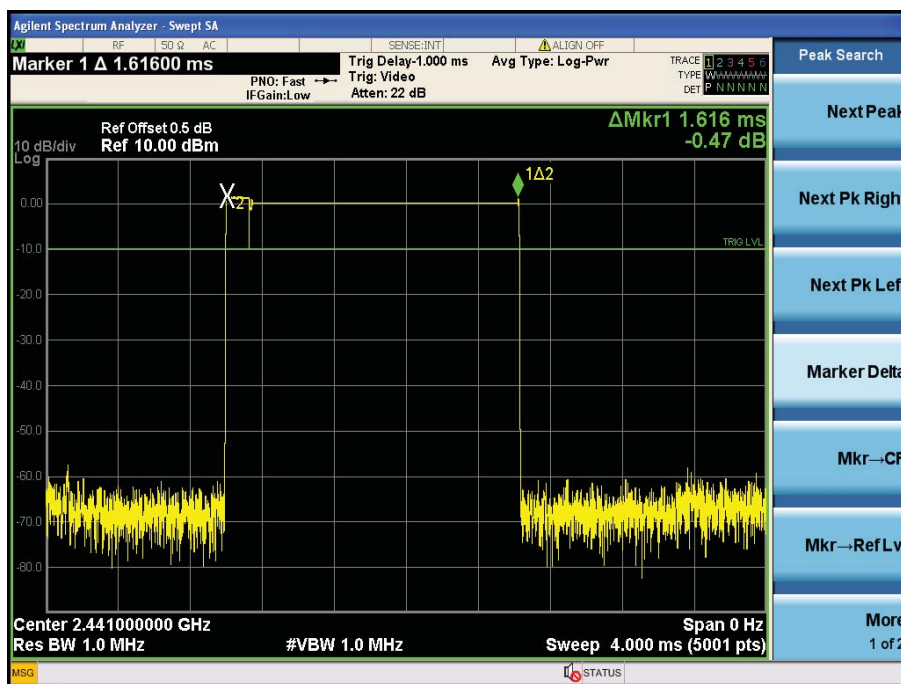 Agilent Spectrum Analyzer - Swept SA
LXI RF 50 Ω AC SENSE:INT ALIGN OFF
Marker 1 Δ 1.61600 ms
PNO: Fast
IFGain:Low
Trig Delay-1.000 ms
Trig: Video
Atten: 22 dB
Avg Type: Log-Pwr
TRACE 1 2 3 4 5 6
TYPE W
DET P N N N N N
Peak Search
Next Peak
Next Pk Righ
Next Pk Lef
Marker Delta
Mkr→CF
Mkr→Ref Lv
More
1 of 2
ΔMkr1 1.616 ms
-0.47 dB
Ref Offset 0.5 dB
10 dB/div Ref 10.00 dBm
Log
1Δ2
X2
0.00
-10.0
TRIG LVL
-20.0
-30.0
-40.0
-50.0
-60.0
-70.0
-80.0
Center 2.441000000 GHz Span 0 Hz
Res BW 1.0 MHz #VBW 1.0 MHz Sweep 4.000 ms (5001 pts)
MSG STATUS